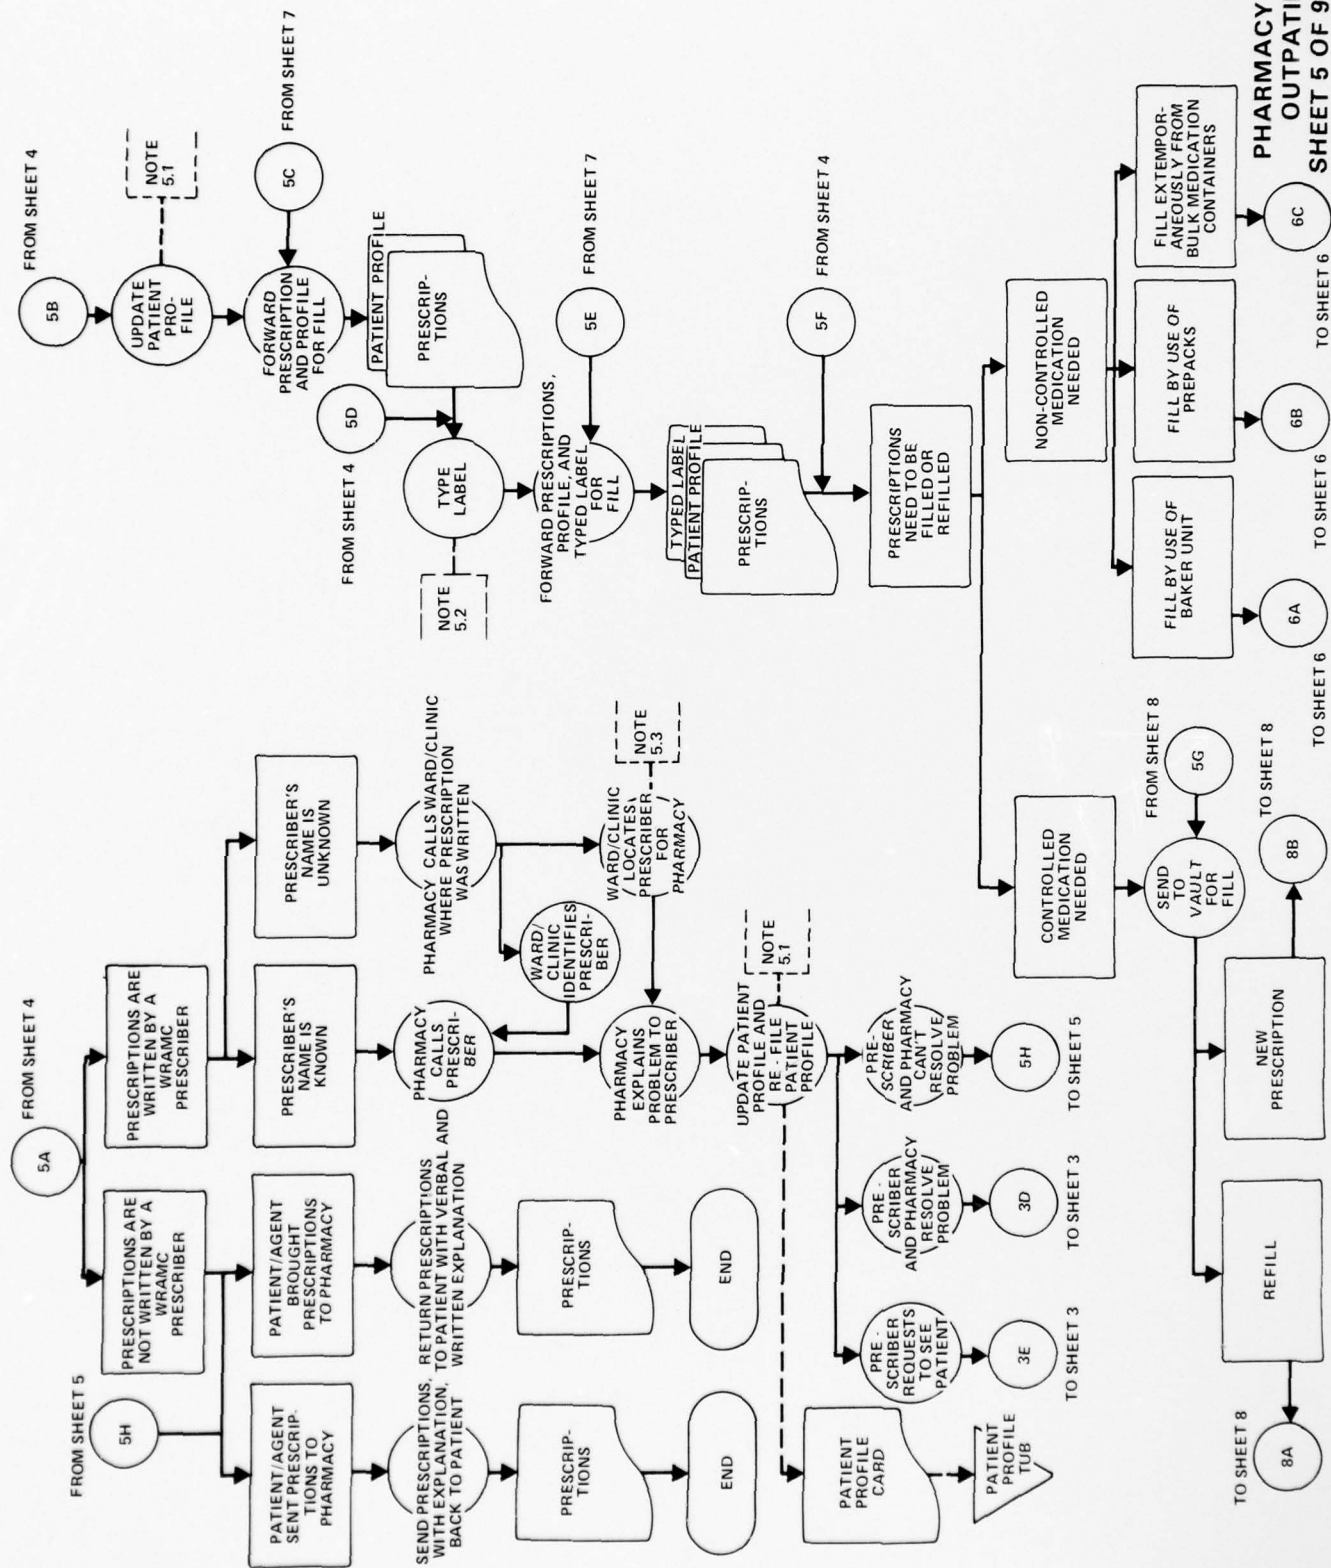 FROM SHEET 4
5A
FROM SHEET 5
5H
PRESCRIPTIONS ARE
NOT WRITTEN BY A
WRAMC
PRESCRIBER
PRESCRIPTIONS ARE
WRITTEN BY A
WRAMC
PRESCRIBER
PATIENT/AGENT
SENT PRESCRIP-
TIONS TO
PHARMACY
PATIENT/AGENT
BROUGHT
PRESCRIPTIONS
TO PHARMACY
PRESCRIBER'S
NAME IS
KNOWN
PRESCRIBER'S
NAME IS
UNKNOWN
SEND PRESCRIPTIONS,
WITH EXPLANATION,
BACK TO PATIENT
RETURN PRESCRIPTIONS
TO PATIENT WITH VERBAL AND
WRITTEN EXPLANATION
PHARMACY
CALLS
PRESCRI-
BER
PHARMACY CALLS WARD/CLINIC
WHERE PRESCRIPTION
WAS WRITTEN
PRESCRIP-
TIONS
PRESCRIP-
TIONS
WARD/
CLINIC
IDENTIFIES
PRESCRI-
BER
WARD/CLINIC
LOCATES
PRESCRIBER
FOR
PHARMACY
NOTE
5.3
END
END
PHARMACY
EXPLAINS
PROBLEM TO
PRESCRIBER
UPDATE PATIENT
PROFILE AND
RE-FILE
PATIENT
PROFILE
NOTE
5.1
PATIENT
PROFILE
CARD
PATIENT
PROFILE
TUB
PRE-
SCRIBER
REQUESTS
TO SEE
PATIENT
PRE-
SCRIBER
AND PHARMACY
RESOLVE
PROBLEM
PRE-
SCRIBER
AND PHARMACY
CAN'T
RESOLVE
PROBLEM
3E
3D
5H
TO SHEET 3
TO SHEET 3
TO SHEET 5
FROM SHEET 4
5B
UPDATE
PATIENT
PRO-
FILE
NOTE
5.1
FROM SHEET 7
5C
FORWARD
PRESCRIPTION
AND PROFILE
FOR FILL
PATIENT PROFILE
PRESCRIP-
TIONS
FROM SHEET 4
5D
TYPE
LABEL
NOTE
5.2
FORWARD PRESCRIPTIONS,
PROFILE, AND
TYPED LABEL
FOR
FILL
5E
FROM SHEET 7
TYPED LABEL
PATIENT PROFILE
PRESCRIP-
TIONS
5F
FROM SHEET 4
PRESCRIPTIONS
NEED TO BE
FILLED OR
REFILLED
CONTROLLED
MEDICATION
NEEDED
NON-CONTROLLED
MEDICATION
NEEDED
FROM SHEET 8
5G
SEND
TO
VAULT
FOR
FILL
REFILL
NEW
PRESCRIPTION
TO SHEET 8
8A
TO SHEET 8
8B
FILL BY USE OF
BAKER UNIT
FILL BY USE OF
PREPACKS
FILL EXTEMPOR-
ANEOUSLY FROM
BULK MEDICATION
CONTAINERS
6A
6B
6C
TO SHEET 6
TO SHEET 6
TO SHEET 6
PHARMACY
SHEET 5 OF 9